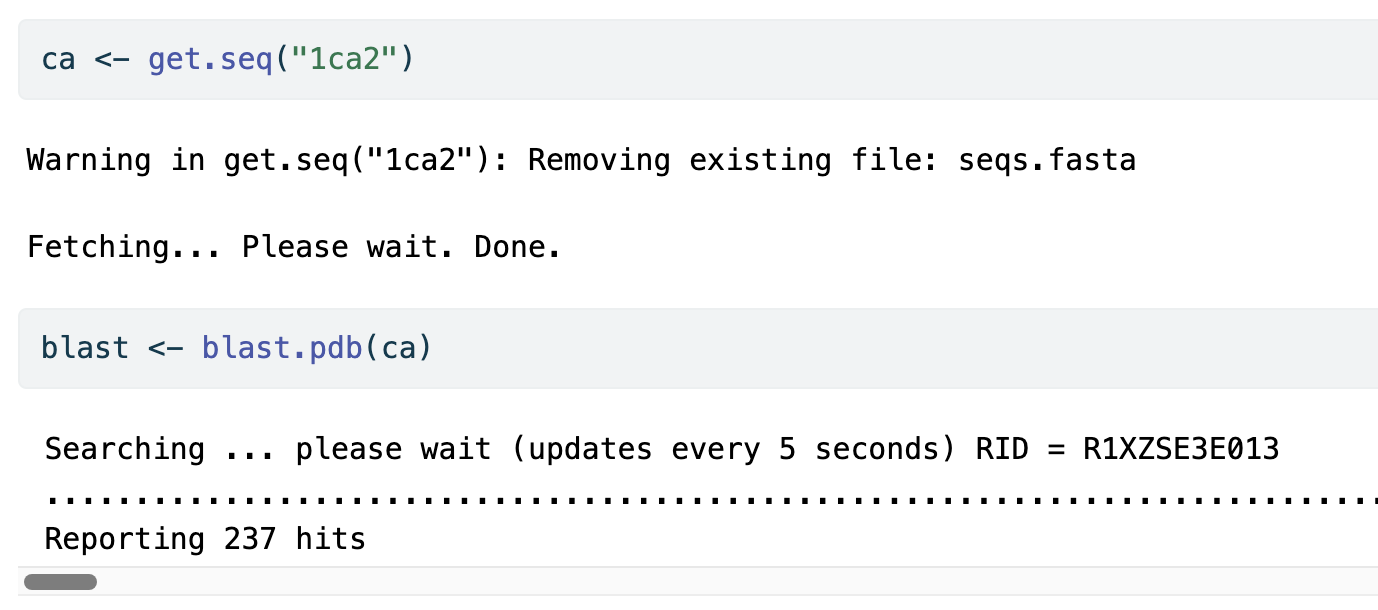 ca <- get.seq("1ca2")
Warning in get.seq("1ca2"): Removing existing file: seqs.fasta
Fetching... Please wait. Done.
blast <- blast.pdb(ca)
Searching ... please wait (updates every 5 seconds) RID = R1XZSE3E013
...........................................................................
Reporting 237 hits